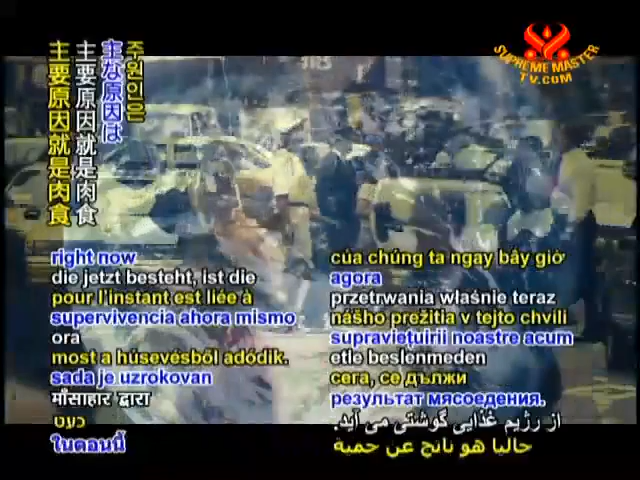 SUPREME MASTER
TV.COM
주원인은
主な原因は
主要原因就是肉食
主要原因就是肉食
right now
die jetzt besteht, ist die
pour l'instant est liée à
supervivencia ahora mismo
ora
most a húsevésből adódik.
sada je uzrokovan
माँसाहार द्वारा
כעת
ในตอนนี้
của chúng ta ngay bây giờ
agora
przetrwania właśnie teraz
nášho prežitia v tejto chvíli
supraviețuirii noastre acum
etle beslenmeden
сега, се дължи
результат мясоедения.
از رژیم غذایی گوشتی می آید.
حاليا هو ناتج عن حمية